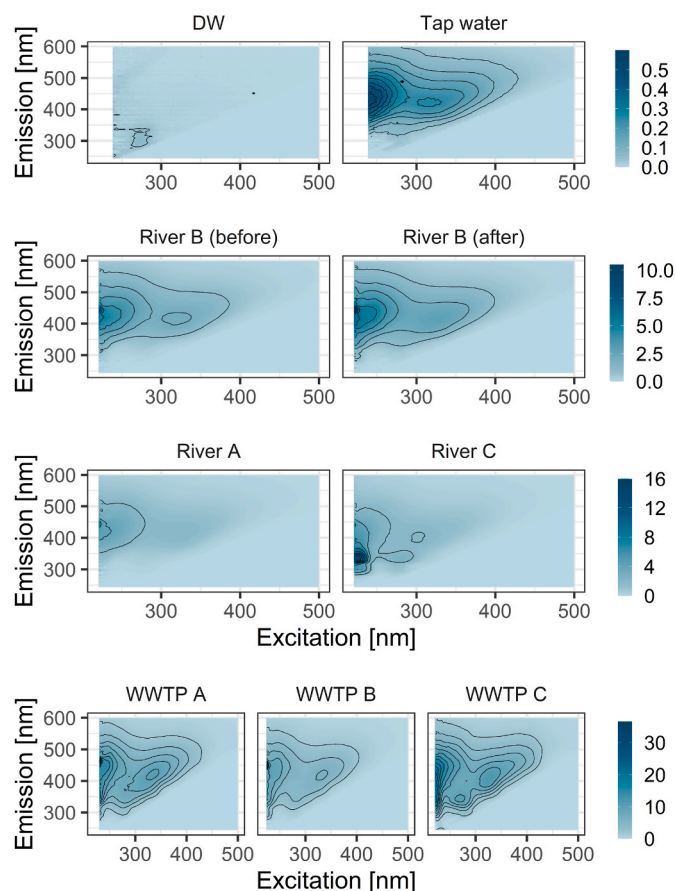 DW Tap water
Emission [nm]
600
500
400
300
300 400 500 300 400 500
0.5
0.4
0.3
0.2
0.1
0.0
River B (before) River B (after)
Emission [nm]
600
500
400
300
300 400 500 300 400 500
10.0
7.5
5.0
2.5
0.0
River A River C
Emission [nm]
600
500
400
300
300 400 500 300 400 500
Excitation [nm]
16
12
8
4
0
WWTP A WWTP B WWTP C
Emission [nm]
600
500
400
300
300 400 500 300 400 500 300 400 500
Excitation [nm]
30
20
10
0